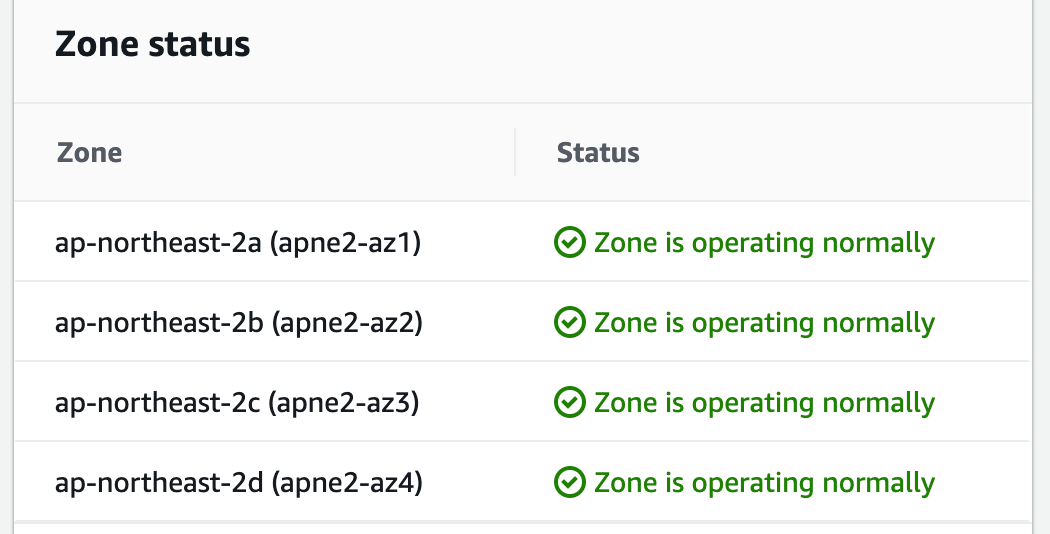 Zone status
Zone Status
ap-northeast-2a (apne2-az1) Zone is operating normally
ap-northeast-2b (apne2-az2) Zone is operating normally
ap-northeast-2c (apne2-az3) Zone is operating normally
ap-northeast-2d (apne2-az4) Zone is operating normally